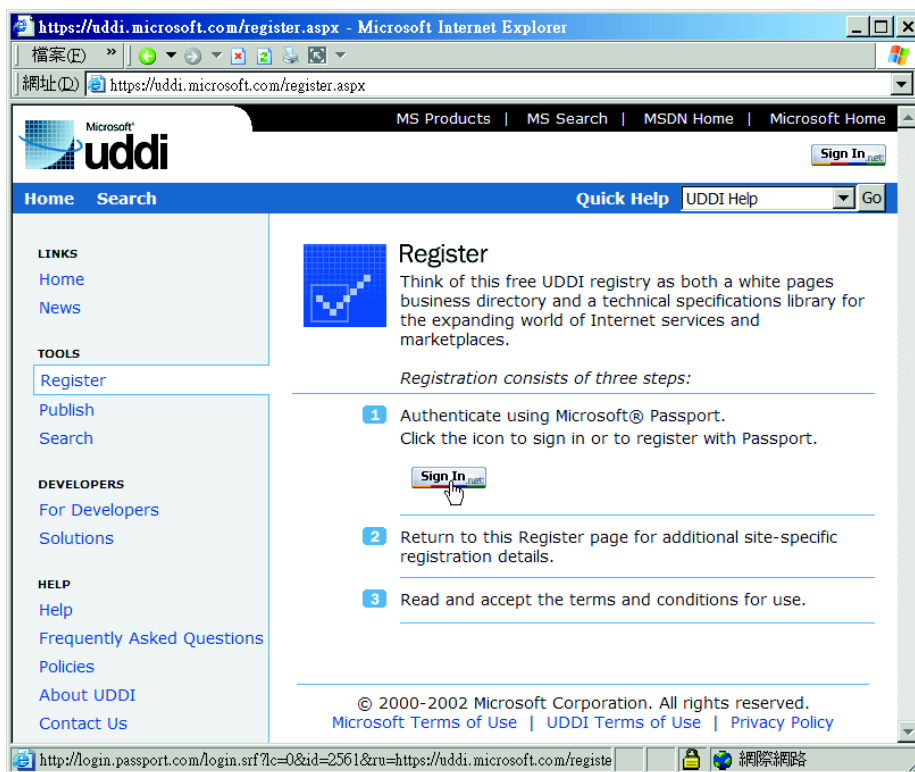 https://uddi.microsoft.com/register.aspx - Microsoft Internet Explorer
檔案(F) »
網址(D) https://uddi.microsoft.com/register.aspx
MS Products | MS Search | MSDN Home | Microsoft Home
Microsoft®
uddi
Sign In .net
Home Search Quick Help UDDI Help Go
LINKS
Home
News
TOOLS
Register
Publish
Search
DEVELOPERS
For Developers
Solutions
HELP
Help
Frequently Asked Questions
Policies
About UDDI
Contact Us
Register
Think of this free UDDI registry as both a white pages
business directory and a technical specifications library for
the expanding world of Internet services and
marketplaces.
Registration consists of three steps:
1 Authenticate using Microsoft® Passport.
Click the icon to sign in or to register with Passport.
Sign In .net
2 Return to this Register page for additional site-specific
registration details.
3 Read and accept the terms and conditions for use.
© 2000-2002 Microsoft Corporation. All rights reserved.
Microsoft Terms of Use | UDDI Terms of Use | Privacy Policy
http://login.passport.com/login.srf?lc=0&id=2561&ru=https://uddi.microsoft.com/registe 網際網路